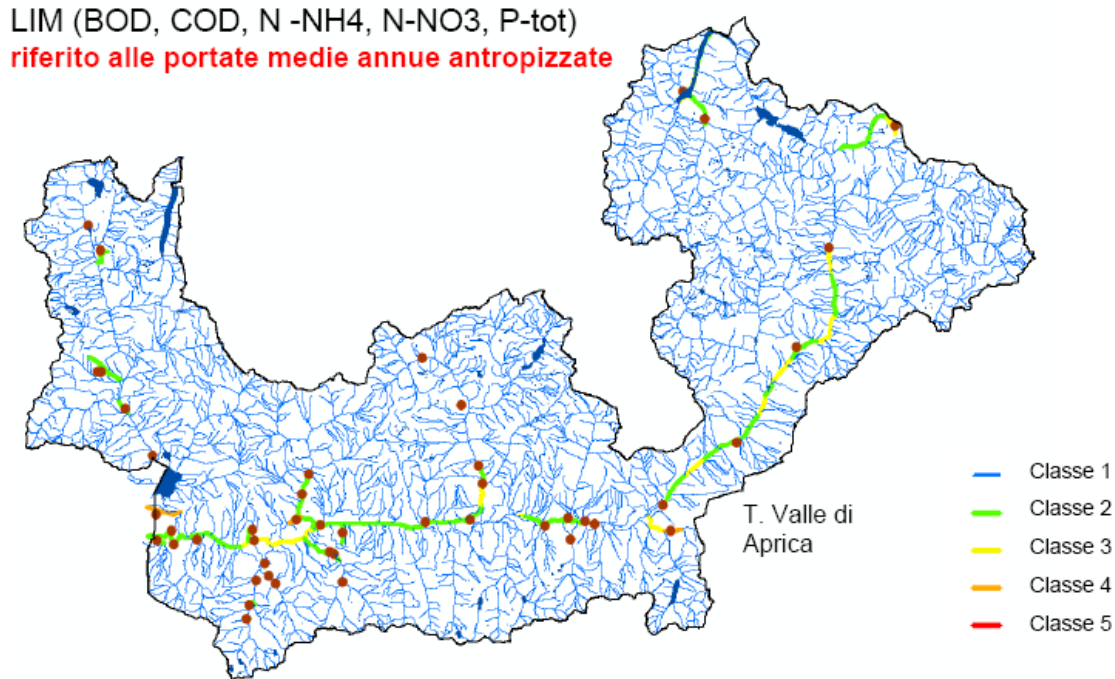 LIM (BOD, COD, N -NH4, N-NO3, P-tot)
riferito alle portate medie annue antropizzate
T. Valle di
Aprica
Classe 1
Classe 2
Classe 3
Classe 4
Classe 5